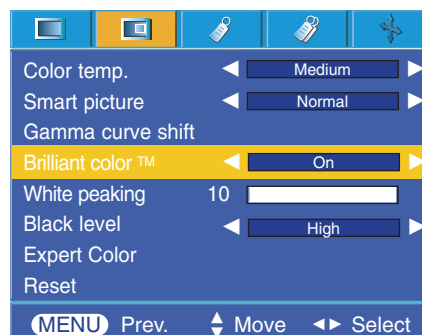 Color temp. Medium
Smart picture Normal
Gamma curve shift
Brilliant color ™ On
White peaking 10
Black level High
Expert Color
Reset
MENU Prev. Move Select